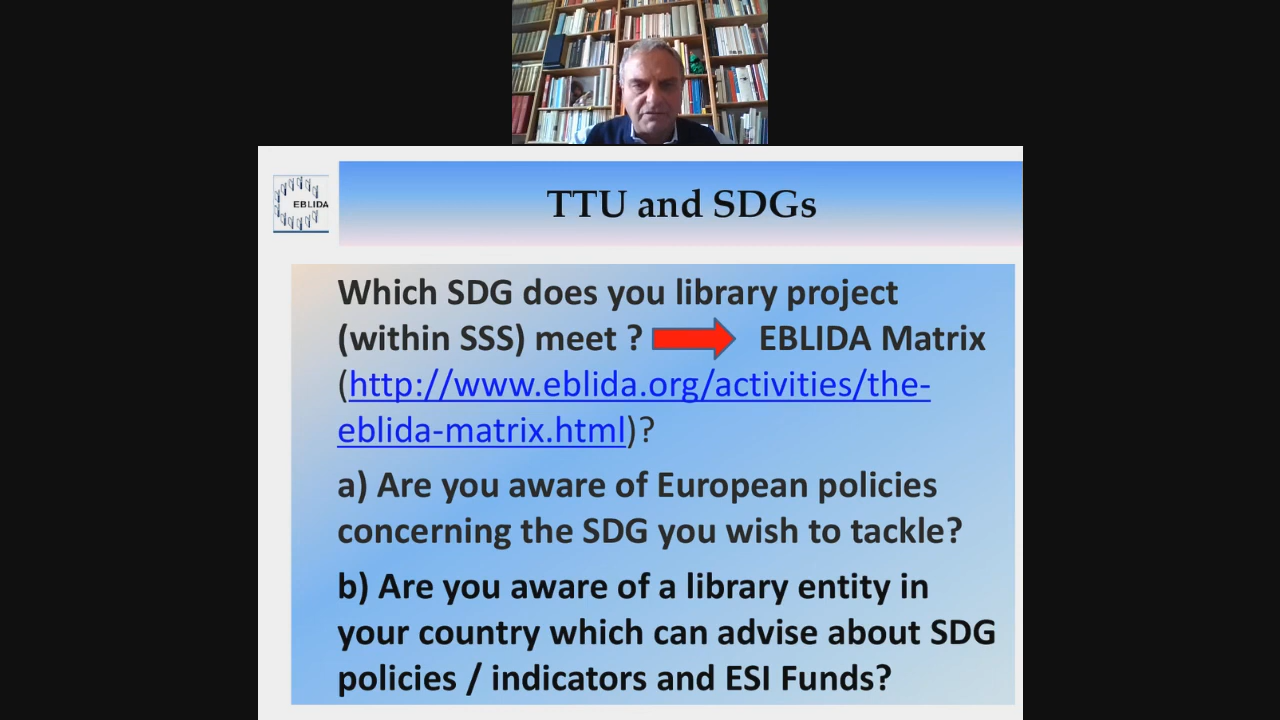 EBLIDA
TTU and SDGs
Which SDG does you library project
(within SSS) meet ? EBLIDA Matrix
(http://www.eblida.org/activities/the-
eblida-matrix.html)?
a) Are you aware of European policies
concerning the SDG you wish to tackle?
b) Are you aware of a library entity in
your country which can advise about SDG
policies / indicators and ESI Funds?